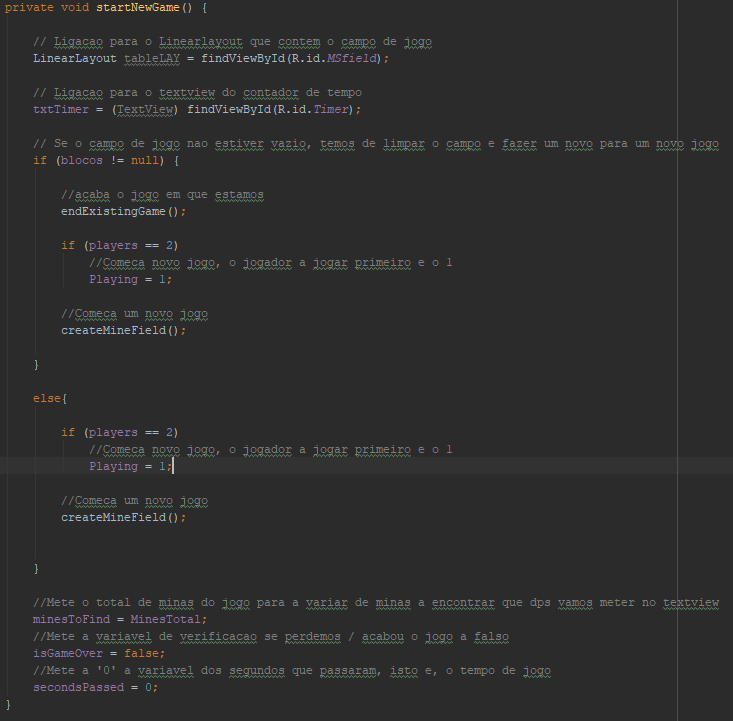 private void startNewGame() {
// Ligacao para o Linearlayout que contem o campo de jogo
LinearLayout tableLAY = findViewById(R.id.MSfield);
// Ligacao para o textview do contador de tempo
txtTimer = (TextView) findViewById(R.id.Timer);
// Se o campo de jogo nao estiver vazio, temos de limpar o campo e fazer um novo para um novo jogo
if (blocos != null) {
//acaba o jogo em que estamos
endExistingGame();
if (players == 2)
//Comeca novo jogo, o jogador a jogar primeiro e o 1
Playing = 1;
//Comeca um novo jogo
createMineField();
}
else{
if (players == 2)
//Comeca novo jogo, o jogador a jogar primeiro e o 1
Playing = 1;
//Comeca um novo jogo
createMineField();
}
//Mete o total de minas do jogo para a variar de minas a encontrar que dps vamos meter no textview
minesToFind = MinesTotal;
//Mete a variavel de verificacao se perdemos / acabou o jogo a falso
isGameOver = false;
//Mete a '0' a variavel dos segundos que passaram, isto e, o tempo de jogo
secondsPassed = 0;
}